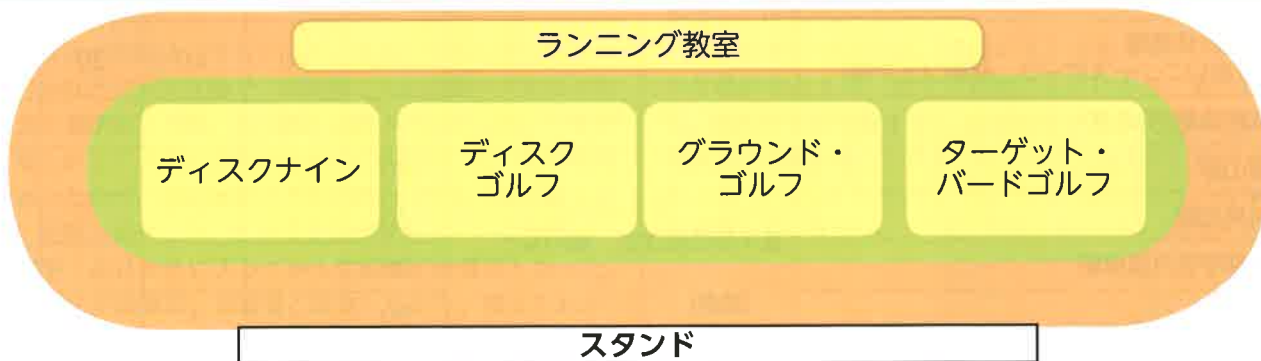 ランニング教室
ディスクナイン
ディスク
ゴルフ
グラウンド・
ゴルフ
ターゲット・
バードゴルフ
スタンド